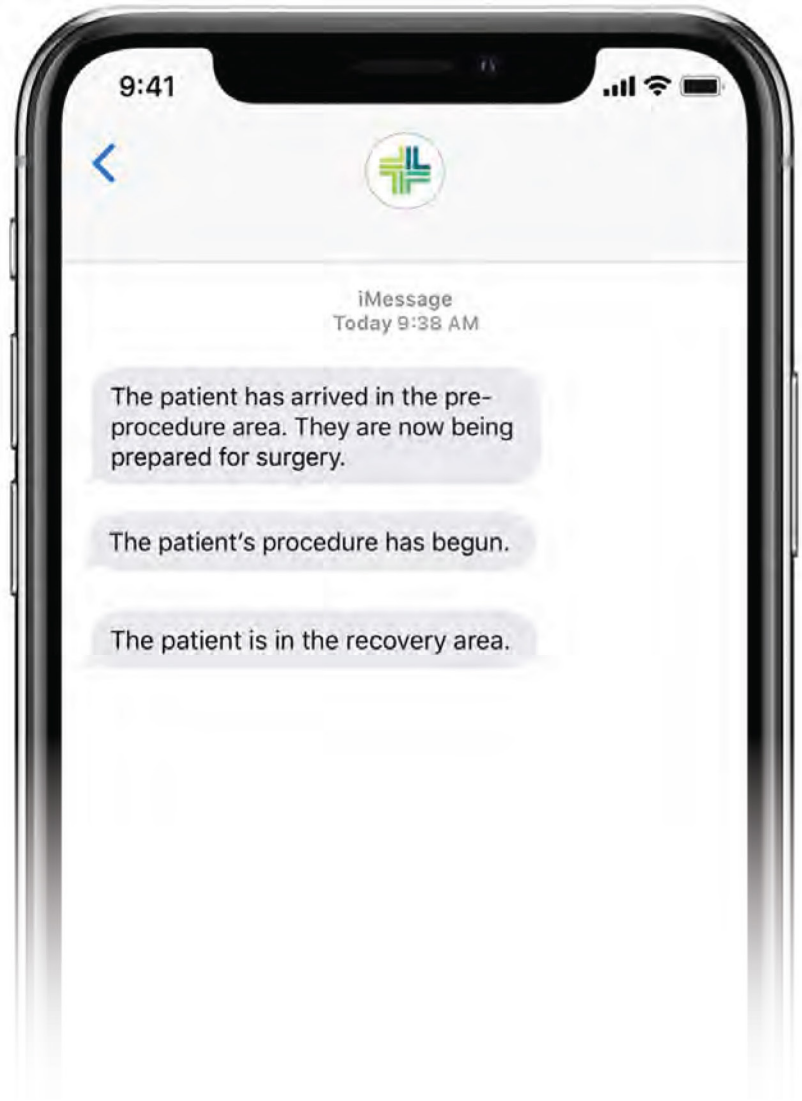 9:41
iMessage
Today 9:38 AM
The patient has arrived in the pre-
procedure area. They are now being
prepared for surgery.
The patient's procedure has begun.
The patient is in the recovery area.